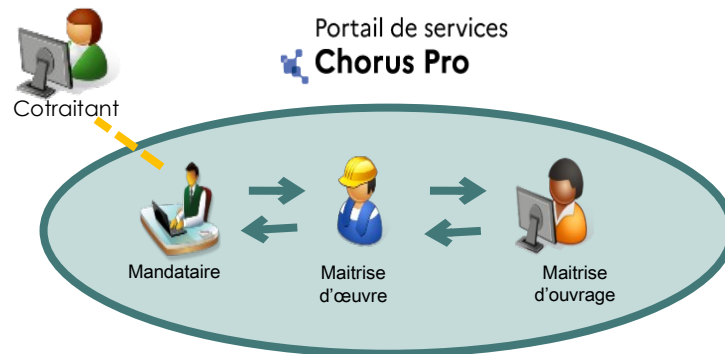 Portail de services
Chorus Pro
Cotraitant
Mandataire
Maitrise
d'œuvre
Maitrise
d'ouvrage